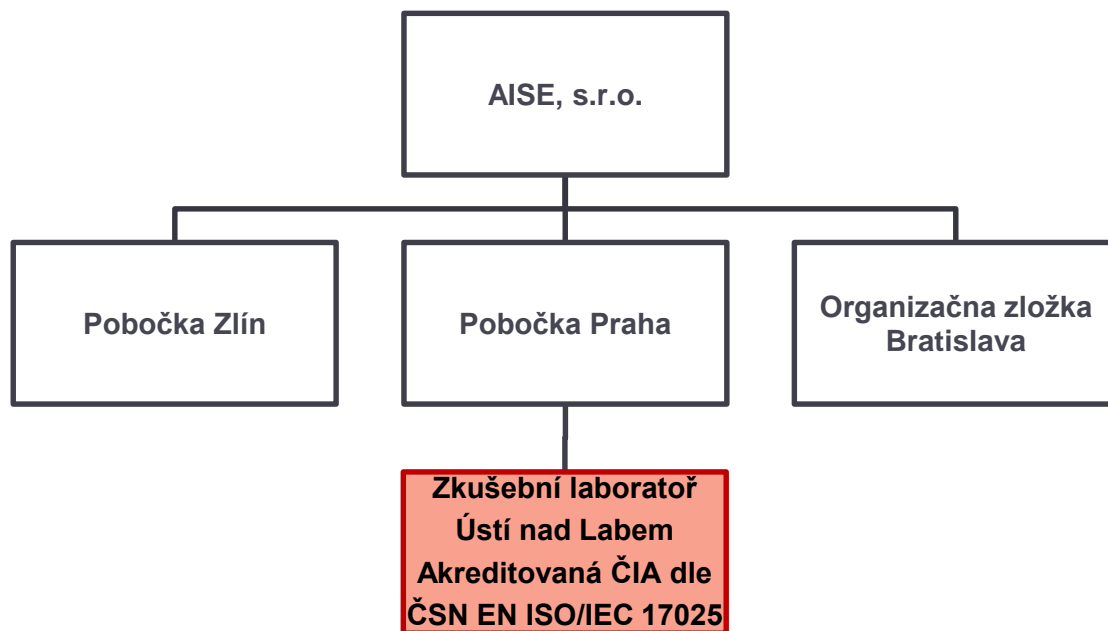 AISE, s.r.o.
Pobočka Zlín
Pobočka Praha
Organizačna zložka
Bratislava
Zkušební laboratoř
Ústí nad Labem
Akreditovaná ČIA dle
ČSN EN ISO/IEC 17025